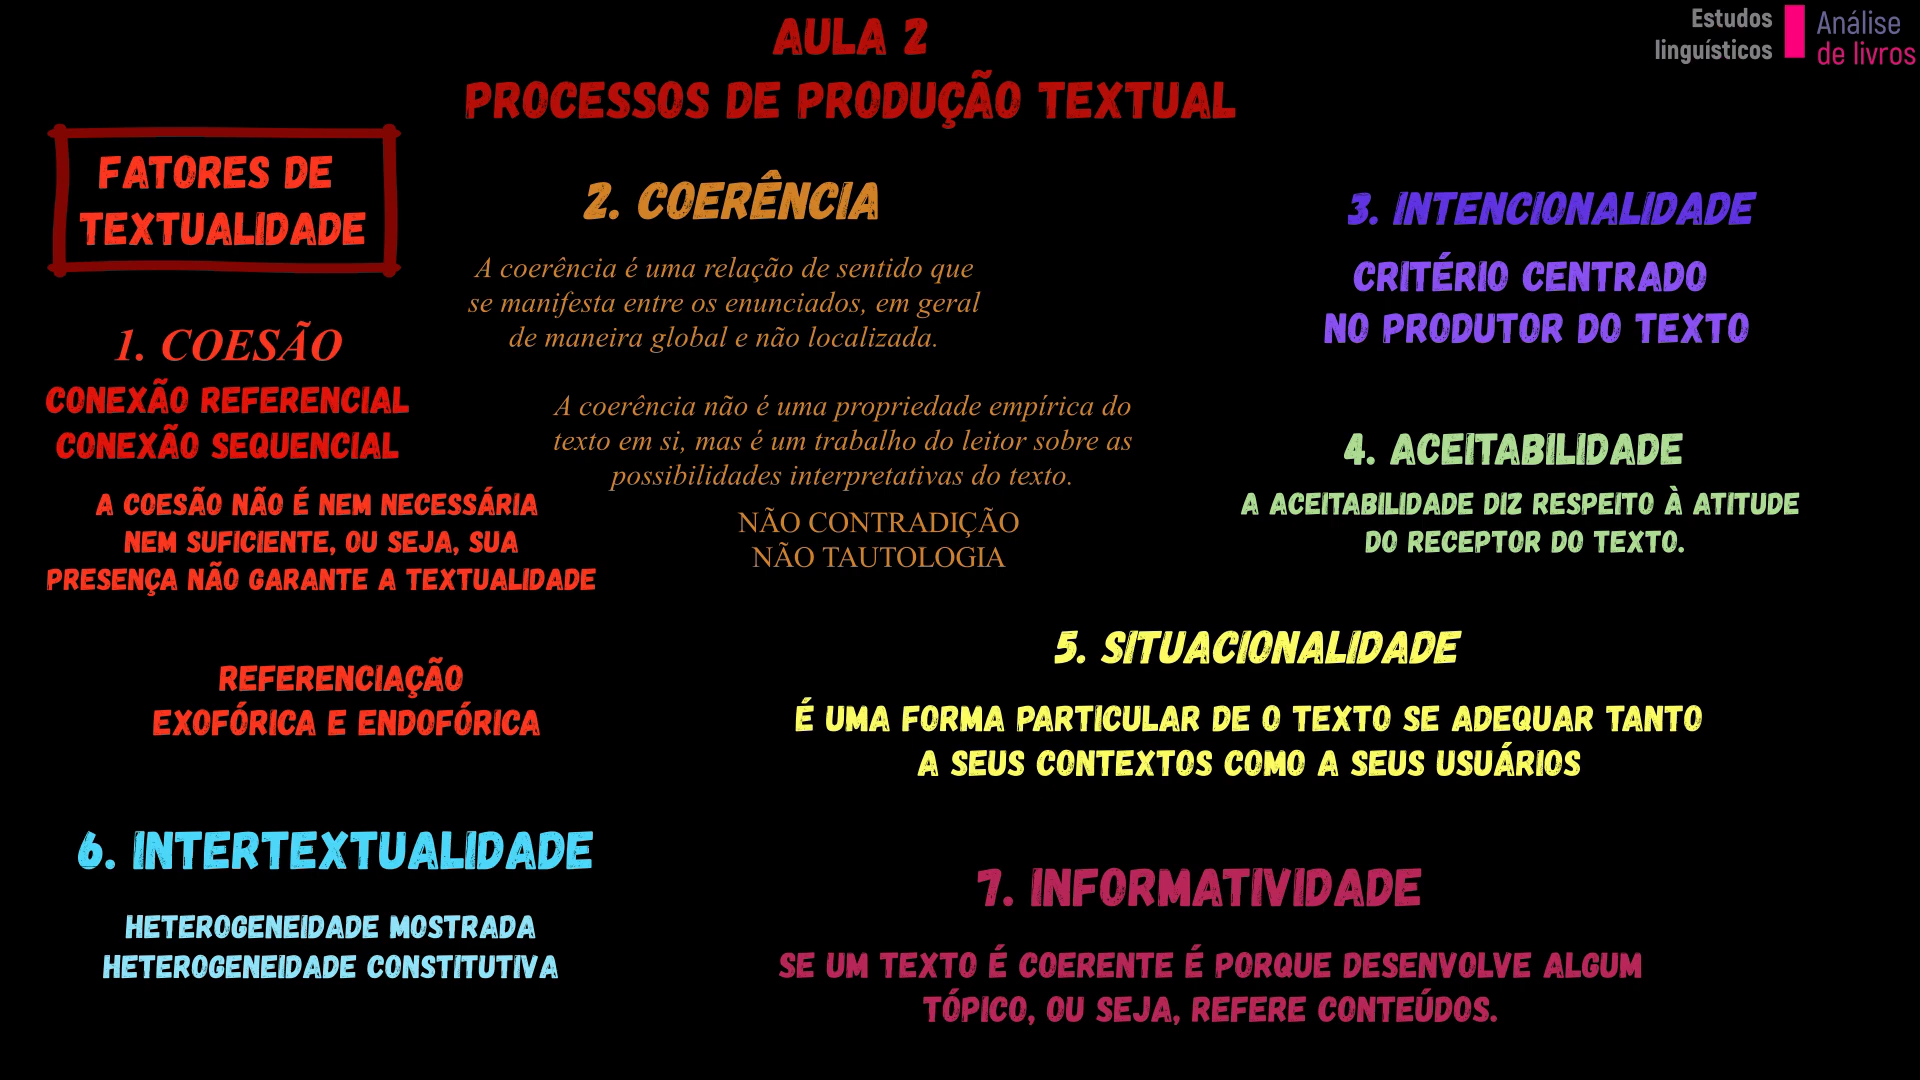 AULA 2
PROCESSOS DE PRODUÇÃO TEXTUAL
Estudos
linguísticos
Análise
de livros
FATORES DE
TEXTUALIDADE
1. COESÃO
CONEXÃO REFERENCIAL
CONEXÃO SEQUENCIAL
A COESÃO NÃO É NEM NECESSÁRIA
NEM SUFICIENTE, OU SEJA, SUA
PRESENÇA NÃO GARANTE A TEXTUALIDADE
REFERENCIAÇÃO
EXOFÓRICA E ENDOFÓRICA
2. COERÊNCIA
A coerência é uma relação de sentido que
se manifesta entre os enunciados, em geral
de maneira global e não localizada.
A coerência não é uma propriedade empírica do
texto em si, mas é um trabalho do leitor sobre as
possibilidades interpretativas do texto.
NÃO CONTRADIÇÃO
NÃO TAUTOLOGIA
3. INTENCIONALIDADE
CRITÉRIO CENTRADO
NO PRODUTOR DO TEXTO
4. ACEITABILIDADE
A ACEITABILIDADE DIZ RESPEITO À ATITUDE
DO RECEPTOR DO TEXTO.
5. SITUACIONALIDADE
É UMA FORMA PARTICULAR DE O TEXTO SE ADEQUAR TANTO
A SEUS CONTEXTOS COMO A SEUS USUÁRIOS
6. INTERTEXTUALIDADE
HETEROGENEIDADE MOSTRADA
HETEROGENEIDADE CONSTITUTIVA
7. INFORMATIVIDADE
SE UM TEXTO É COERENTE É PORQUE DESENVOLVE ALGUM
TÓPICO, OU SEJA, REFERE CONTEÚDOS.